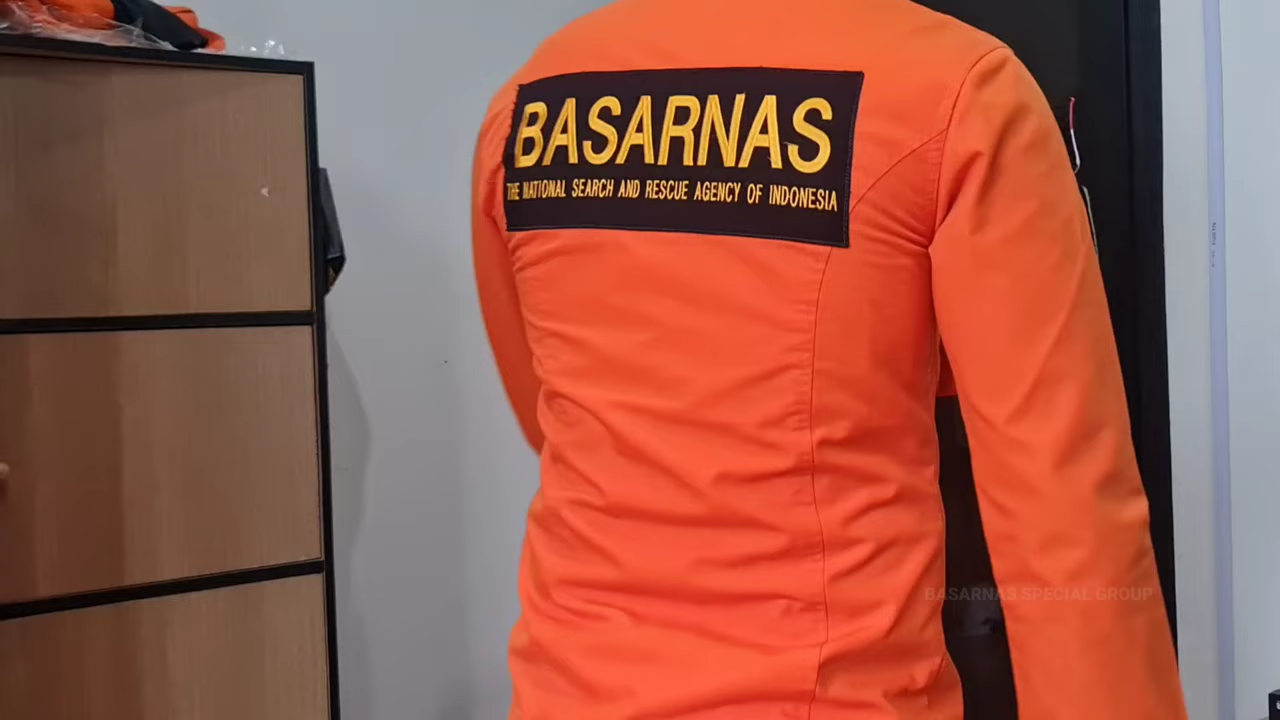 BASARNAS
THE NATIONAL SEARCH AND RESCUE AGENCY OF INDONESIA
BASARNAS SPECIAL GROUP